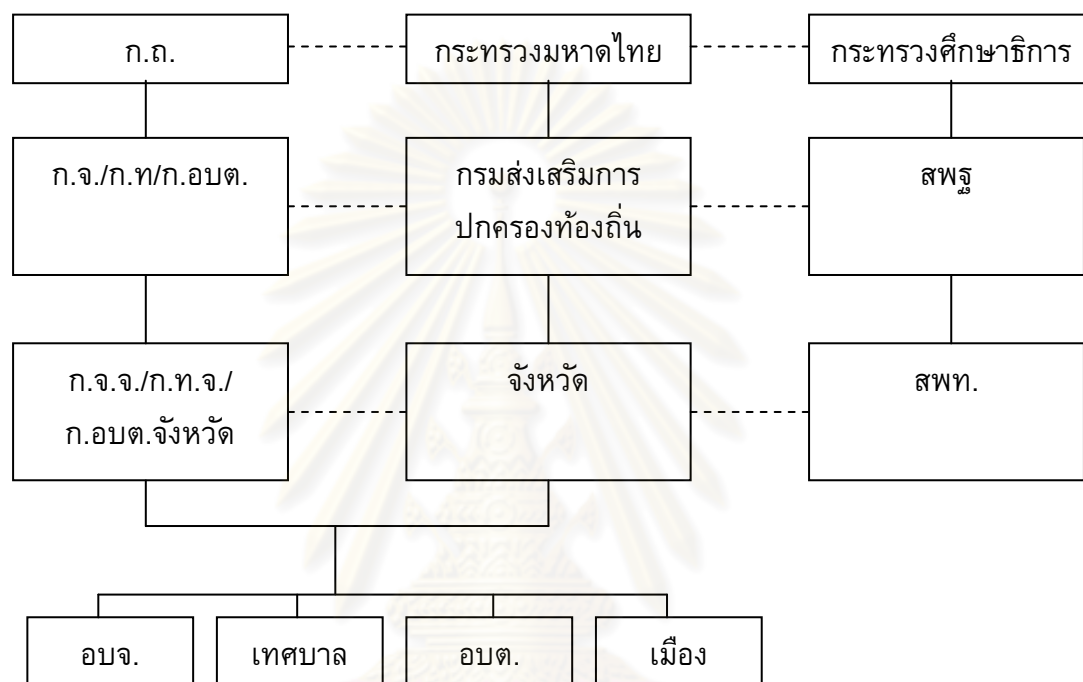 ก.ถ.
กระทรวงมหาดไทย
กระทรวงศึกษาธิการ
ก.จ./ก.ท/ก.อบต.
กรมส่งเสริมการ
ปกครองท้องถิ่น
สพฐ
ก.จ.จ./ก.ท.จ./
ก.อบต.จังหวัด
จังหวัด
สพท.
อบจ.
เทศบาล
อบต.
เมือง